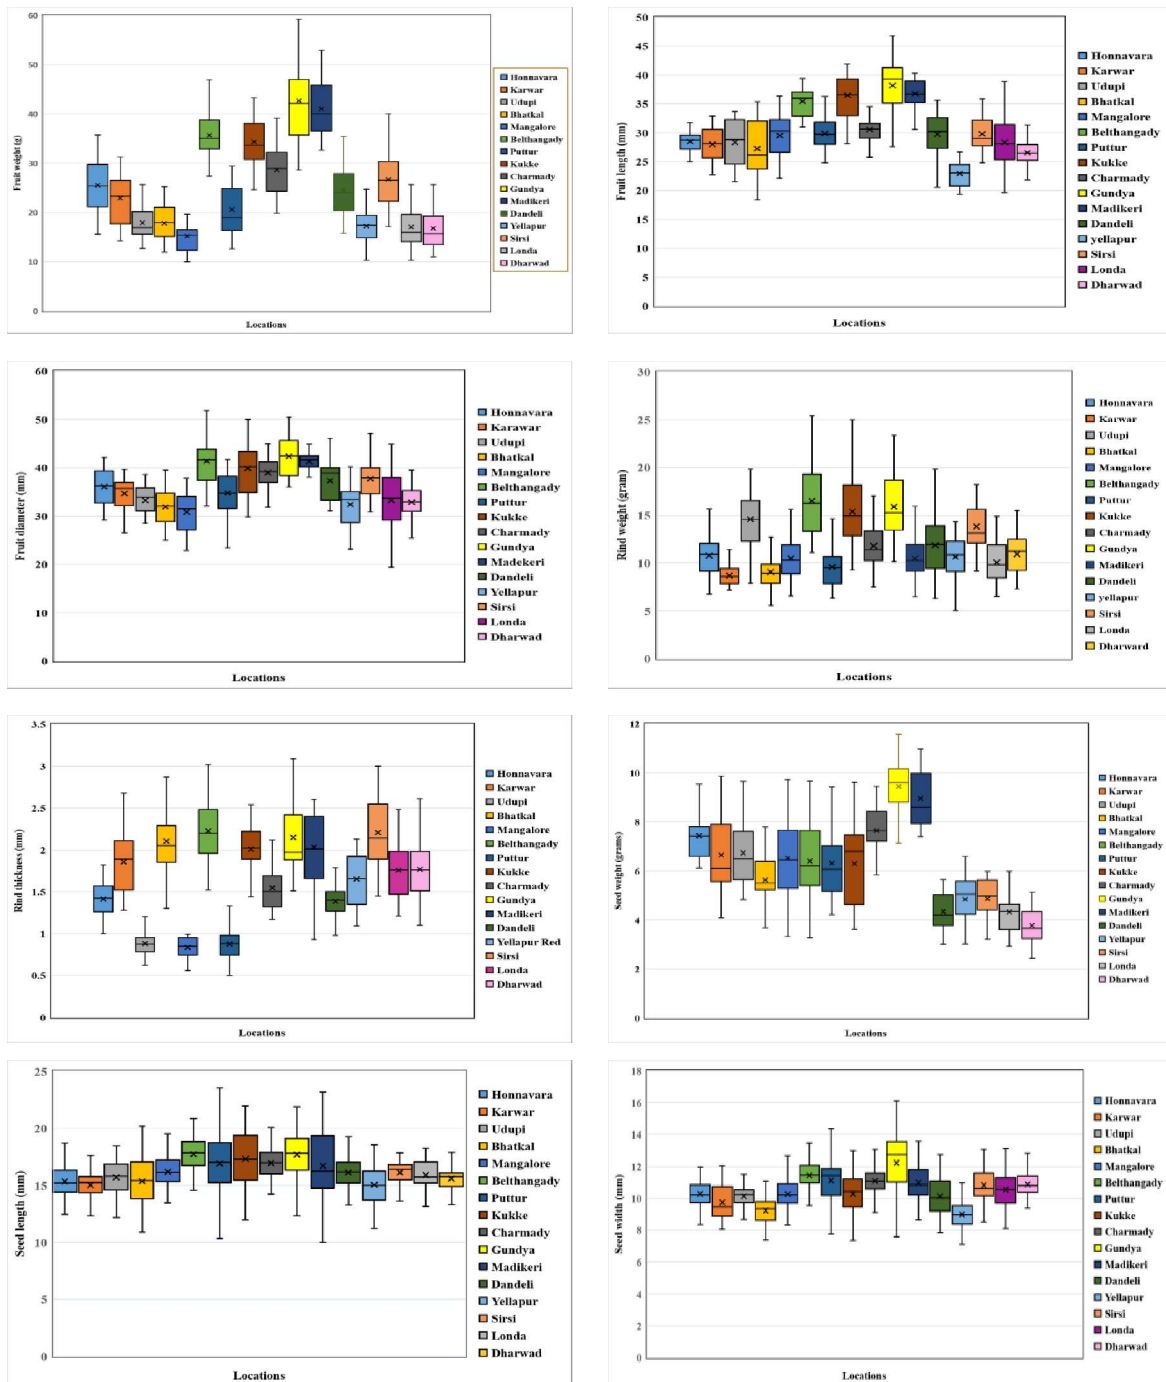 60
50
40
30
20
10
0
Fruit weight (g)
Locations
Honnavara
Karwar
Udupi
Bhatkal
Mangalore
Belthangady
Puttur
Kukke
Charmady
Gundya
Madikeri
Dandeli
Yellapur
Sirsi
Londa
Dharwad
50
45
40
35
30
25
20
15
10
5
0
Fruit length (mm)
Locations
Honnavara
Karwar
Udupi
Bhatkal
Mangalore
Belthangady
Puttur
Kukke
Charmady
Gundya
Madikeri
Dandeli
yellapur
Sirsi
Londa
Dharwad
60
50
40
30
20
10
0
Fruit diameter (mm)
Locations
Honnavara
Karawar
Udupi
Bhatkal
Mangalore
Belthangady
Puttur
Kukke
Charmady
Gundya
Madekeri
Dandeli
Yellapur
Sirsi
Londa
Dharwad
30
25
20
15
10
5
0
Rind weight (gram)
Locations
Honnavara
Karwar
Udupi
Bhatkal
Mangalore
Belthangady
Puttur
Kukke
Charmady
Gundya
Madikeri
Dandeli
yellapur
Sirsi
Londa
Dharward
3.5
3
2.5
2
1.5
1
0.5
0
Rind thickness (mm)
Locations
Honnavara
Karwar
Udupi
Bhatkal
Mangalore
Belthangady
Puttur
Kukke
Charmady
Gundya
Madikeri
Dandeli
Yellapur Red
Sirsi
Londa
Dharwad
12
10
8
6
4
2
0
Seed weight (grams)
Locations
Honnavara
Karwar
Udupi
Bhatkal
Mangalore
Belthangady
Puttur
Kukke
Charmady
Gundya
Madikeri
Dandeli
Yellapur
Sirsi
Londa
Dharwad
25
20
15
10
5
0
Seed length (mm)
Locations
Honnavara
Karwar
Udupi
Bhatkal
Mangalore
Belthangady
Puttur
Kukke
Charmady
Gundya
Madikeri
Dandeli
Yellapur
Sirsi
Londa
Dharwad
18
16
14
12
10
8
6
4
2
0
Seed width (mm)
Locations
Honnavara
Karwar
Udupi
Bhatkal
Mangalore
Belthangady
Puttur
Kukke
Charmady
Gundya
Madikeri
Dandeli
Yellapur
Sirsi
Londa
Dharwad